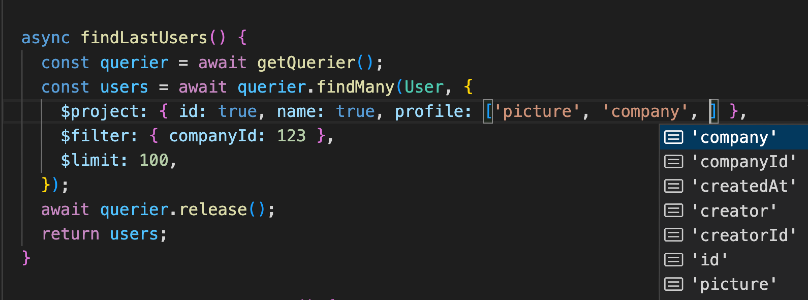 async findLastUsers() {
const querier = await getQuerier();
const users = await querier.findMany(User, {
$project: { id: true, name: true, profile: ['picture', 'company', ] },
$filter: { companyId: 123 },
$limit: 100,
});
await querier.release();
return users;
}
'company'
'companyId'
'createdAt'
'creator'
'creatorId'
'id'
'picture'